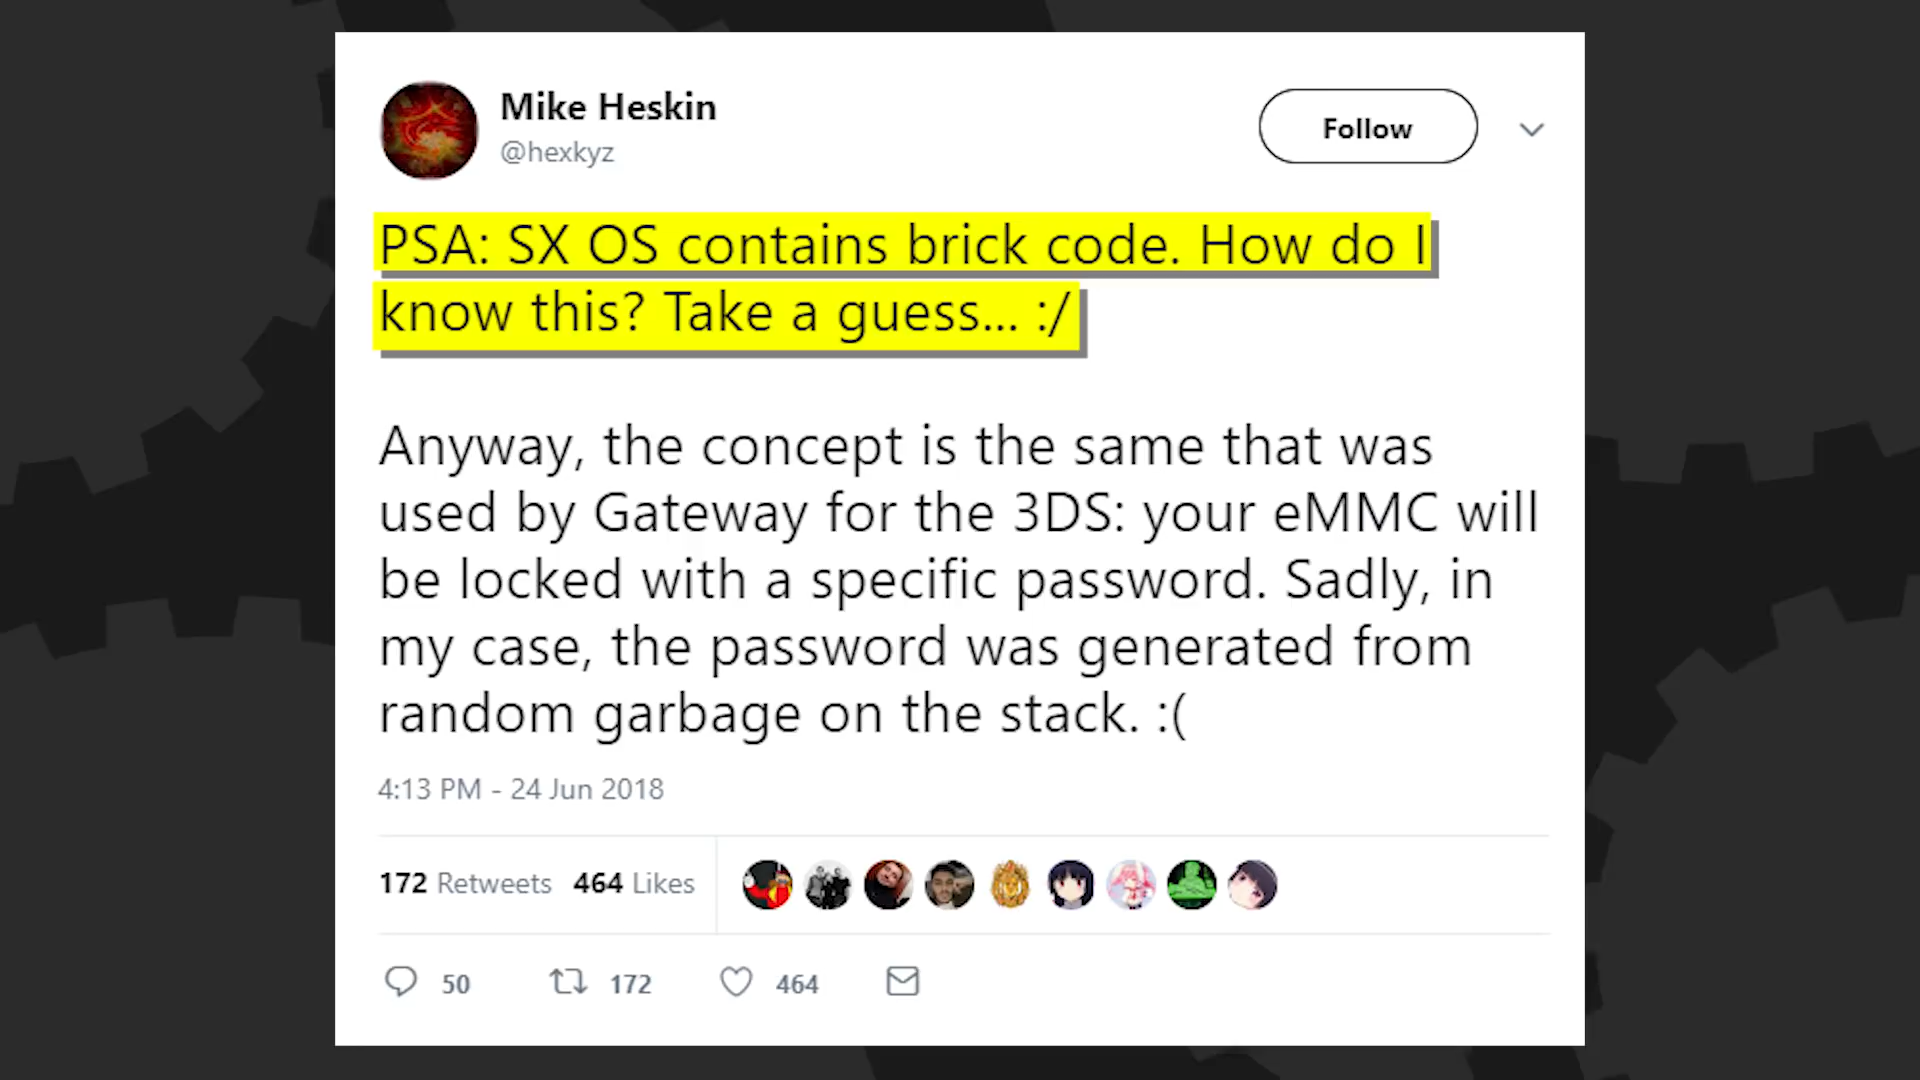 Mike Heskin
@hexkyz
Follow
PSA: SX OS contains brick code. How do I
know this? Take a guess... :/
Anyway, the concept is the same that was
used by Gateway for the 3DS: your eMMC will
be locked with a specific password. Sadly, in
my case, the password was generated from
random garbage on the stack. :(
4:13 PM - 24 Jun 2018
172 Retweets 464 Likes
50 172 464